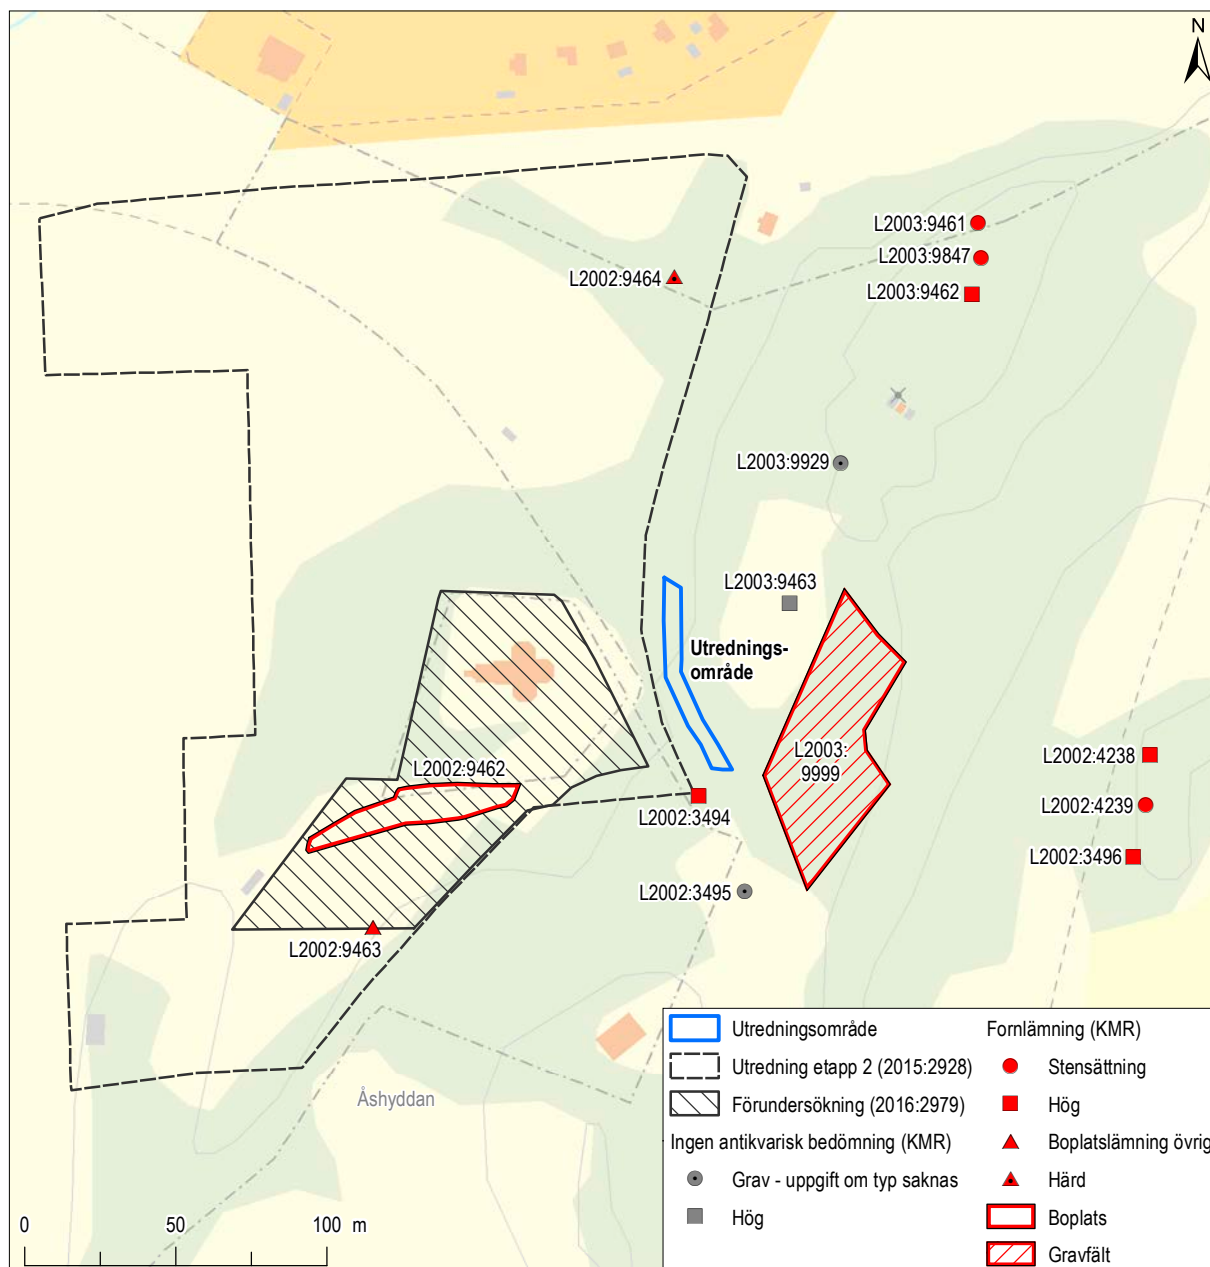 N
L2003:9461
L2003:9847
L2003:9462
L2002:9464
L2003:9929
L2003:9463
Utrednings-
område
L2003:
9999
L2002:9462
L2002:3494
L2002:4238
L2002:4239
L2002:3496
L2002:3495
L2002:9463
Åshyddan
0 50 100 m
Utredningsområde
Utredning etapp 2 (2015:2928)
Förundersökning (2016:2979)
Ingen antikvarisk bedömning (KMR)
Grav - uppgift om typ saknas
Hög
Fornlämning (KMR)
Stensättning
Hög
Boplatslämning övrig
Härd
Boplats
Gravfält